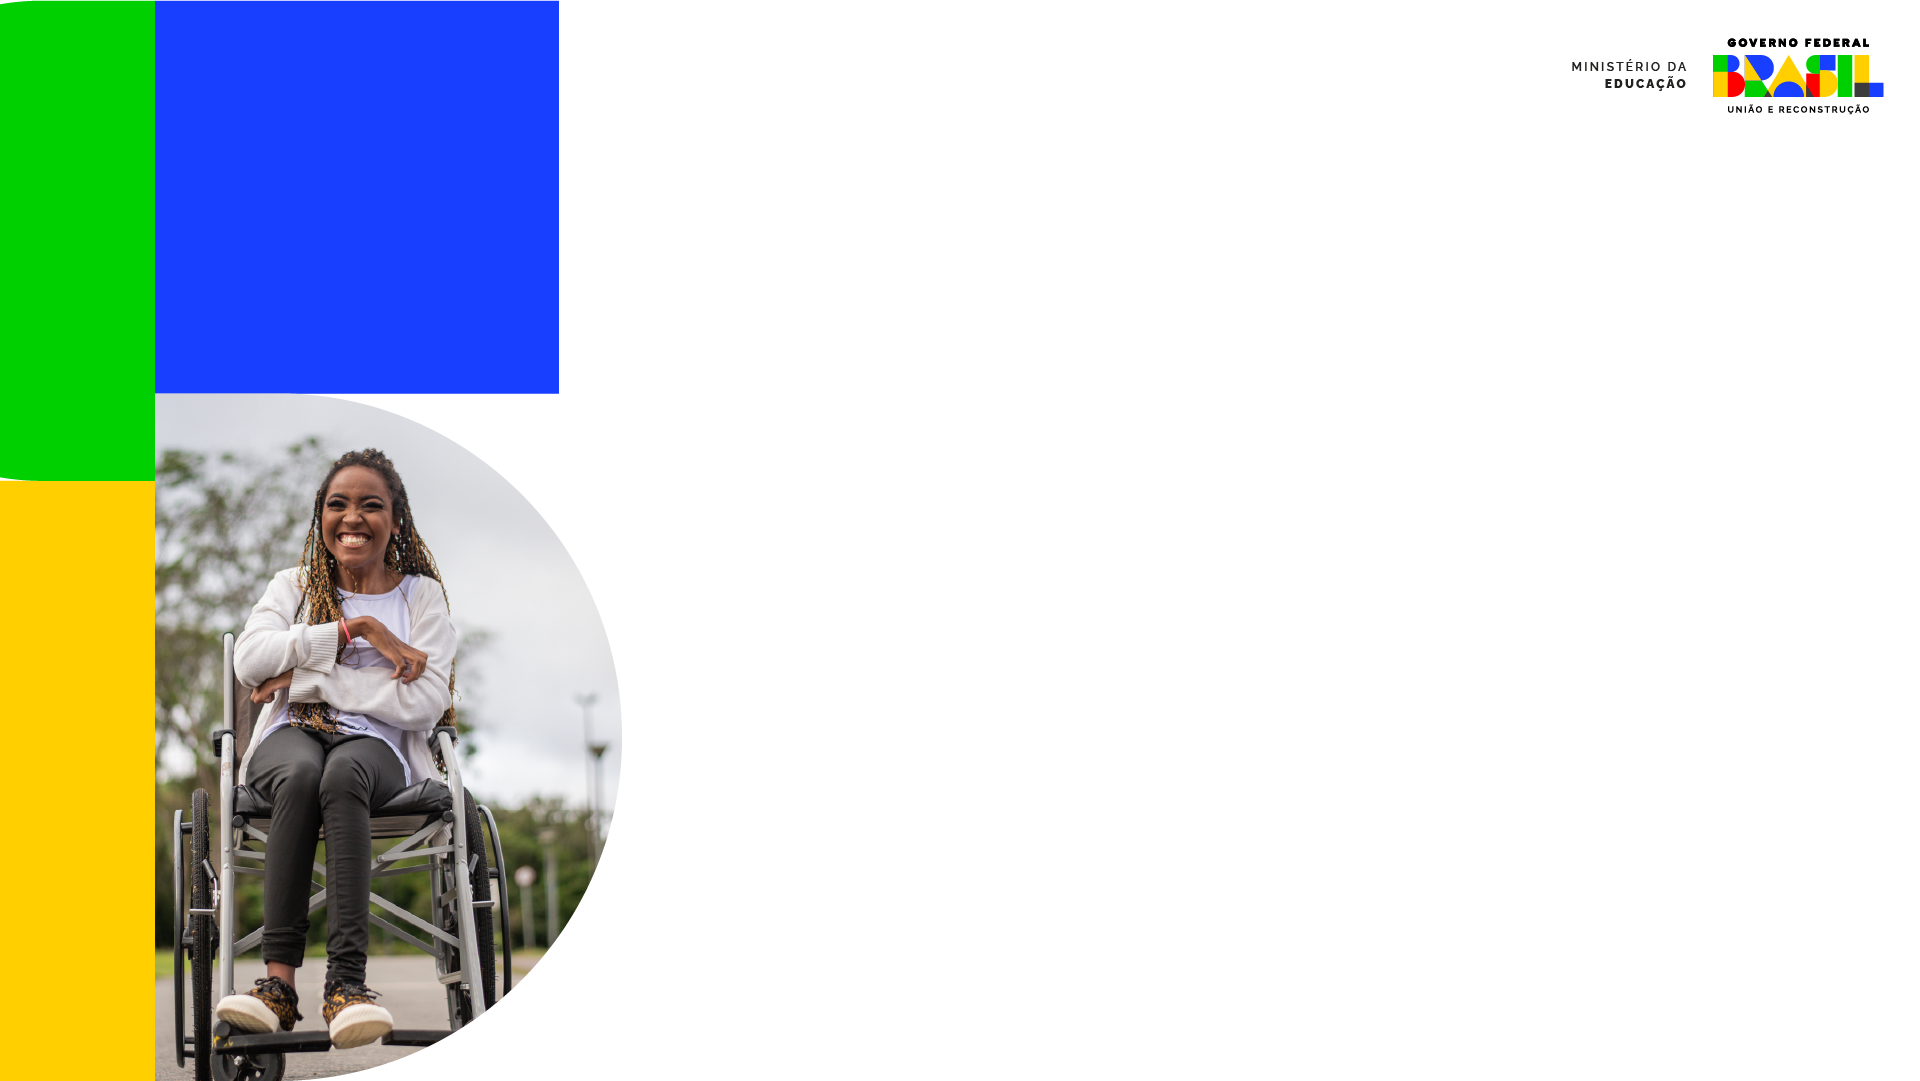 MINISTÉRIO DA
EDUCAÇÃO
GOVERNO FEDERAL
BRASIL
UNIÃO E RECONSTRUÇÃO